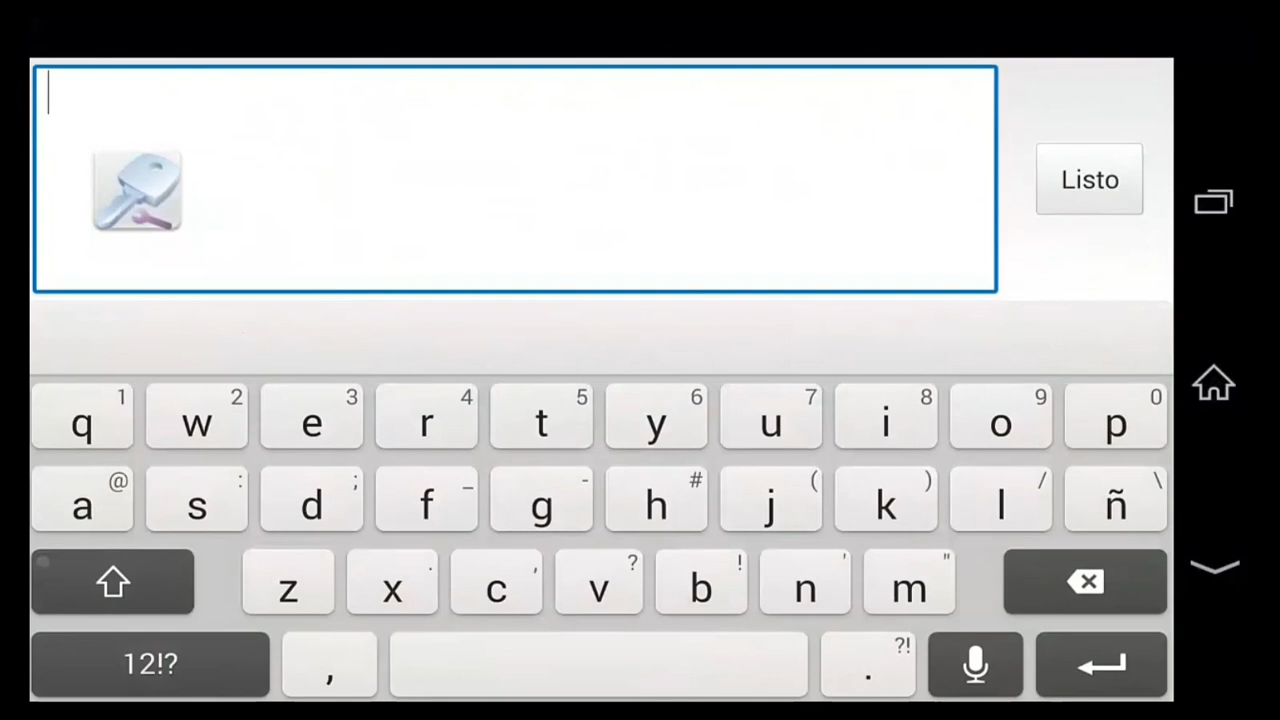 Listo
1 2 3 4 5 6 7 8 9 0
q w e r t y u i o p
@ : ; _ - # ( ) / \
a s d f g h j k l ñ
. , ? ! ' "
z x c v b n m
12!? , . ?!